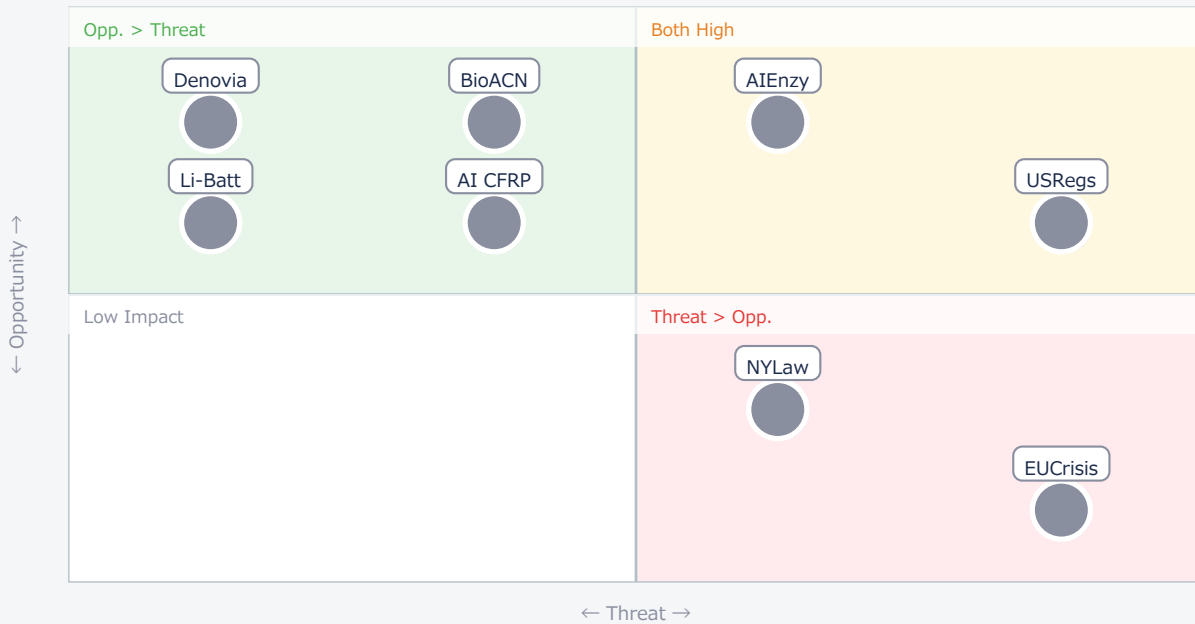 Opp. > Threat
Both High
Denovia
BioACN
AIEnzy
Li-Batt
AI CFRP
USRegs
← Opportunity →
Low Impact
Threat > Opp.
NYLaw
EUCrisis
← Threat →